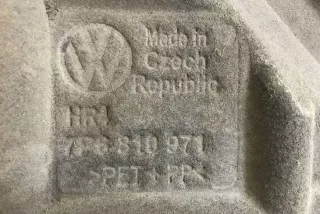 Made In
Czech
Republic
810 971
>PET+PP<